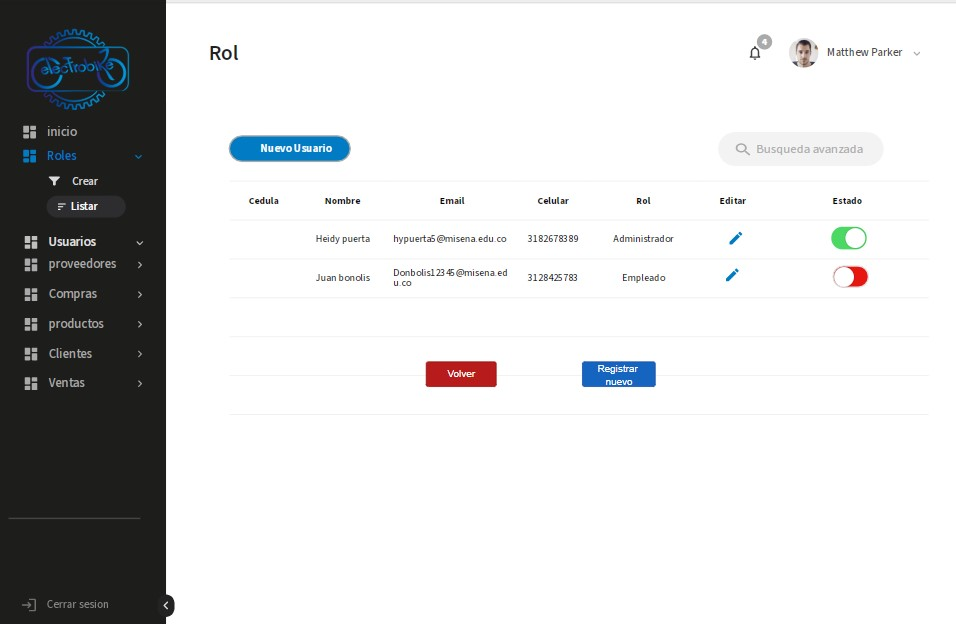 electrobike
inicio
Roles
Crear
Listar
Usuarios
proveedores
Compras
productos
Clientes
Ventas
Cerrar sesion
Rol
4
Matthew Parker
Nuevo Usuario
Busqueda avanzada
Cedula Nombre Email Celular Rol Editar Estado
Heidy puerta hypuerta5@misena.edu.co 3182678389 Administrador
Juan bonolis Donbolis12345@misena.ed 3128425783 Empleado
u.co
Volver
Registrar
nuevo